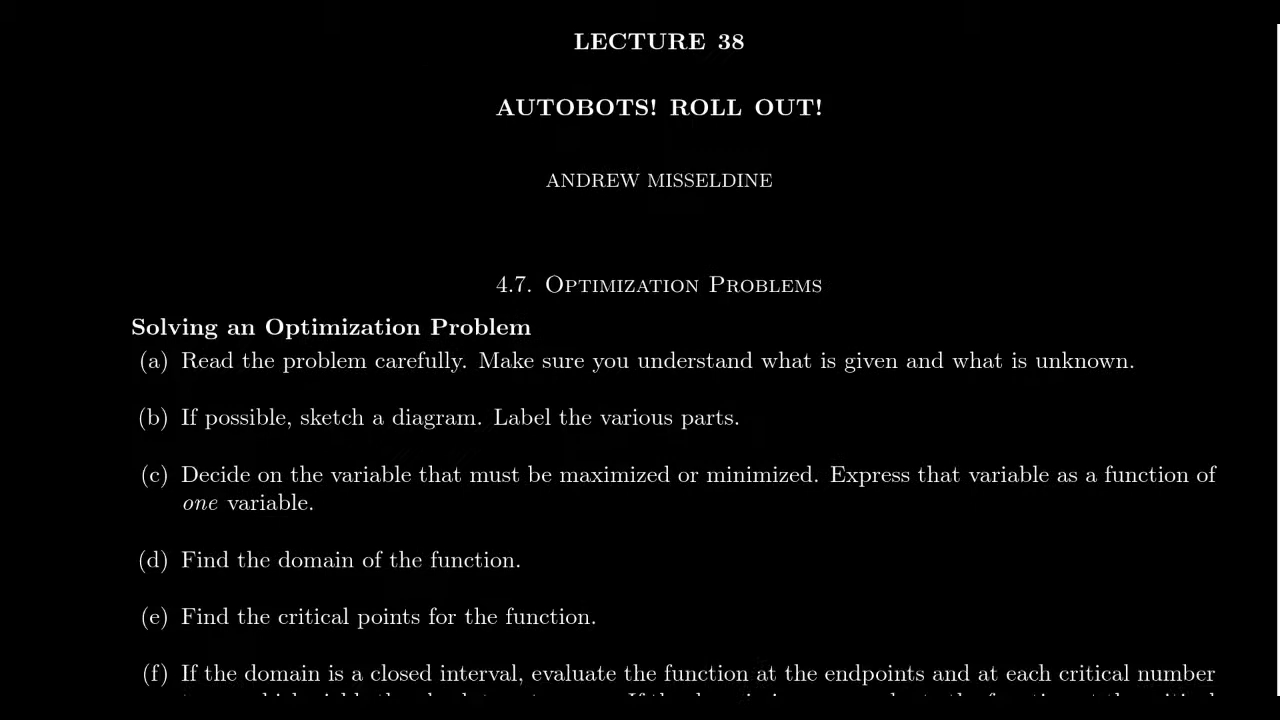 LECTURE 38
AUTOBOTS! ROLL OUT!
ANDREW MISSELDINE
4.7. OPTIMIZATION PROBLEMS
Solving an Optimization Problem
(a) Read the problem carefully. Make sure you understand what is given and what is unknown.
(b) If possible, sketch a diagram. Label the various parts.
(c) Decide on the variable that must be maximized or minimized. Express that variable as a function of
one variable.
(d) Find the domain of the function.
(e) Find the critical points for the function.
(f) If the domain is a closed interval, evaluate the function at the endpoints and at each critical number